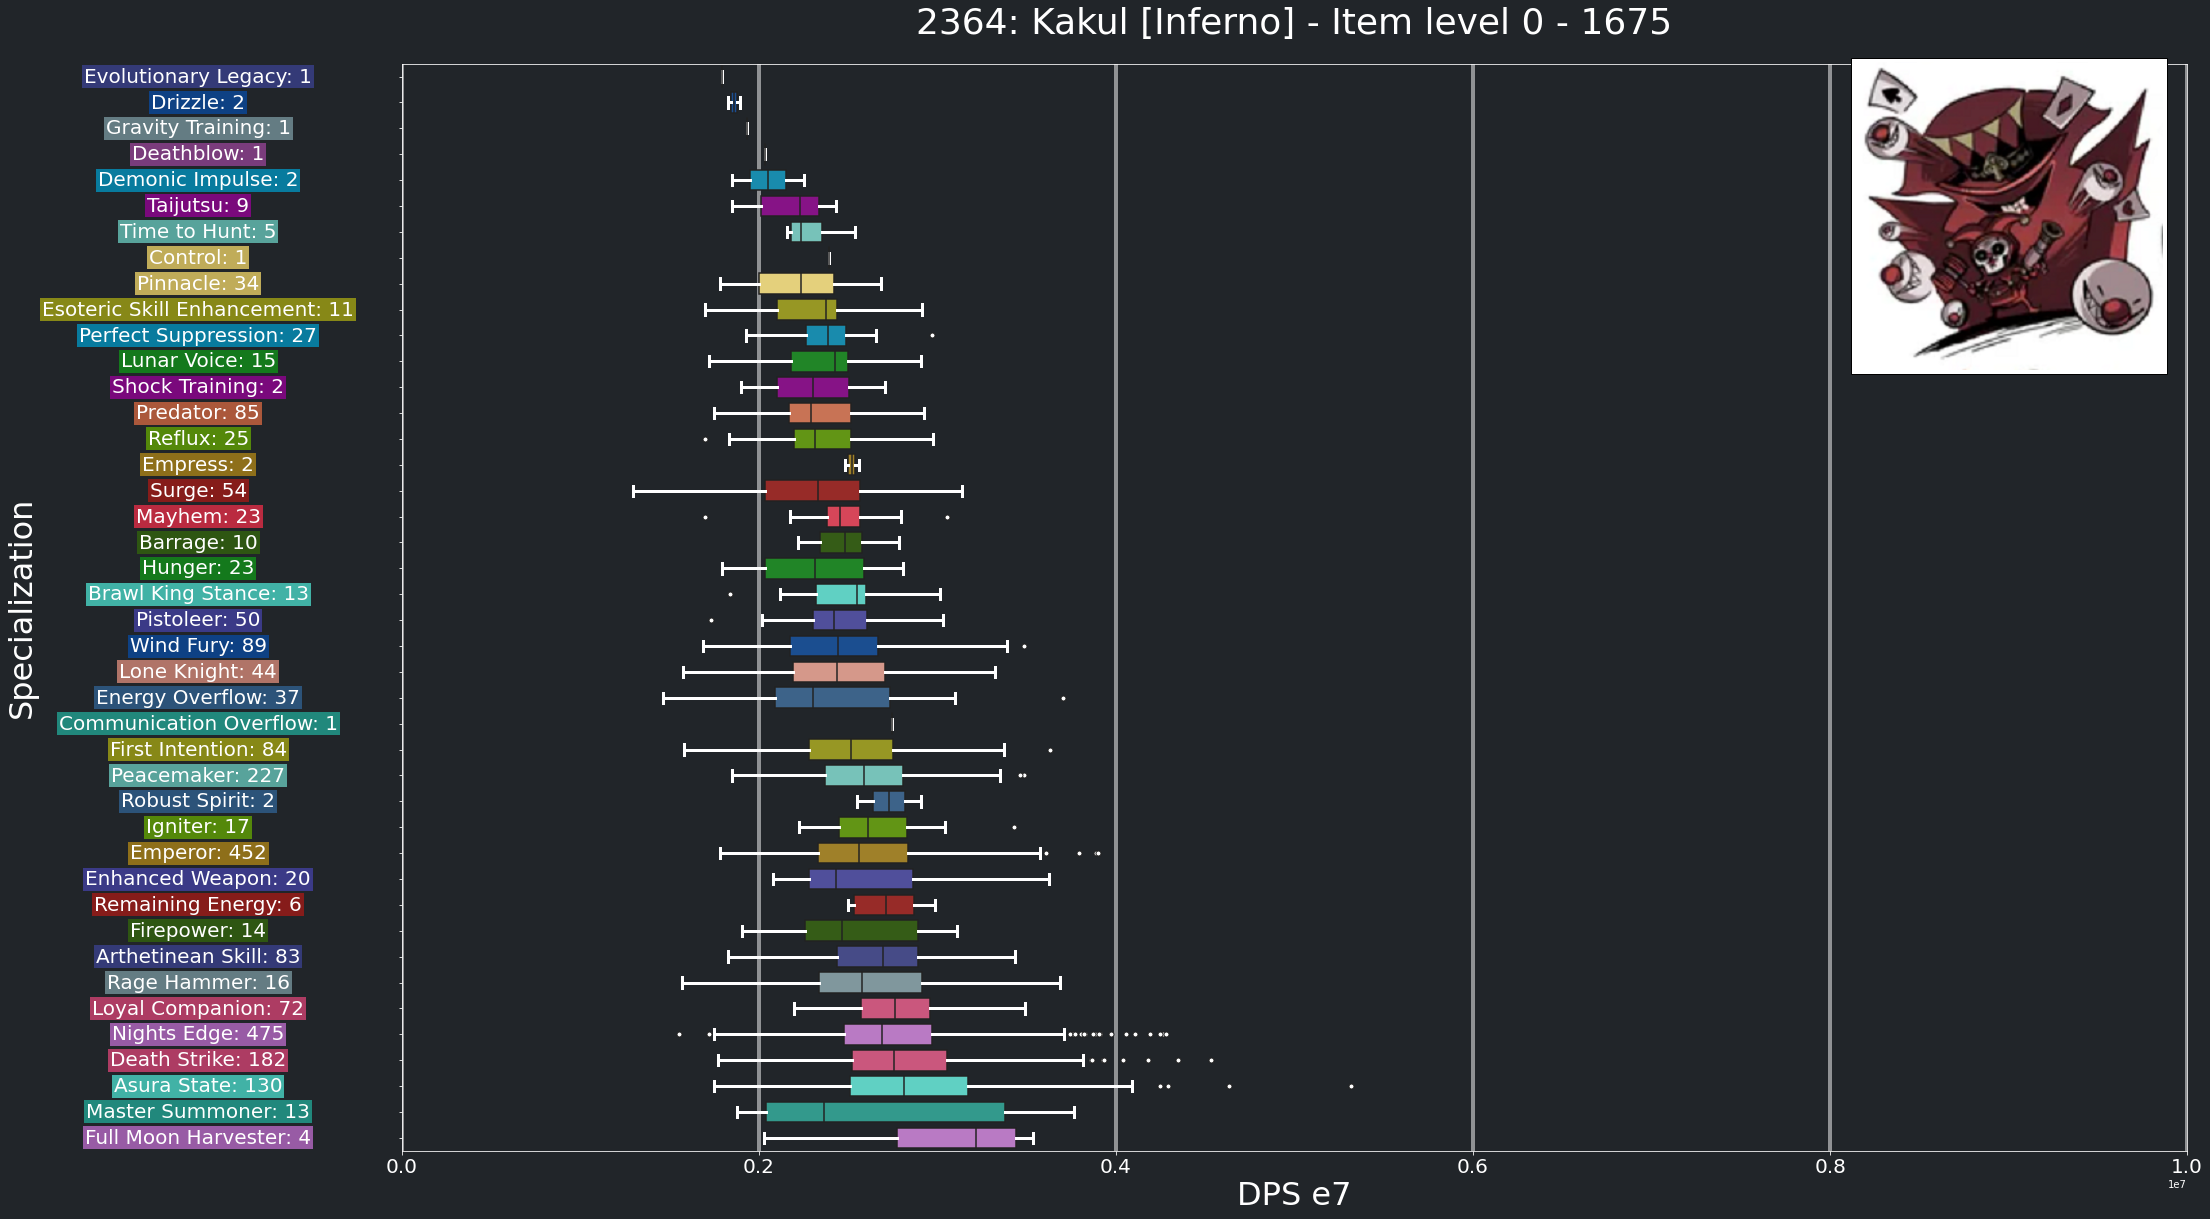 2364: Kakul [Inferno] - Item level 0 - 1675
Specialization
Evolutionary Legacy: 1
Drizzle: 2
Gravity Training: 1
Deathblow: 1
Demonic Impulse: 2
Taijutsu: 9
Time to Hunt: 5
Control: 1
Pinnacle: 34
Esoteric Skill Enhancement: 11
Perfect Suppression: 27
Lunar Voice: 15
Shock Training: 2
Predator: 85
Reflux: 25
Empress: 2
Surge: 54
Mayhem: 23
Barrage: 10
Hunger: 23
Brawl King Stance: 13
Pistoleer: 50
Wind Fury: 89
Lone Knight: 44
Energy Overflow: 37
Communication Overflow: 1
First Intention: 84
Peacemaker: 227
Robust Spirit: 2
Igniter: 17
Emperor: 452
Enhanced Weapon: 20
Remaining Energy: 6
Firepower: 14
Arthetinean Skill: 83
Rage Hammer: 16
Loyal Companion: 72
Nights Edge: 475
Death Strike: 182
Asura State: 130
Master Summoner: 13
Full Moon Harvester: 4
0.0 0.2 0.4 0.6 0.8 1.0
1e7
DPS e7